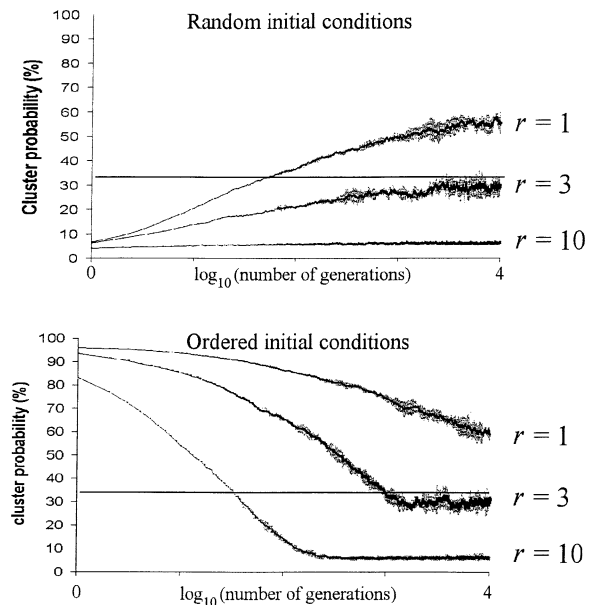 Random initial conditions
Cluster probability (%)
100
90
80
70
60
50
40
30
20
10
0
r = 1
r = 3
r = 10
0
log10 (number of generations)
4
Ordered initial conditions
cluster probability (%)
100
90
80
70
60
50
40
30
20
10
0
r = 1
r = 3
r = 10
0
log10 (number of generations)
4